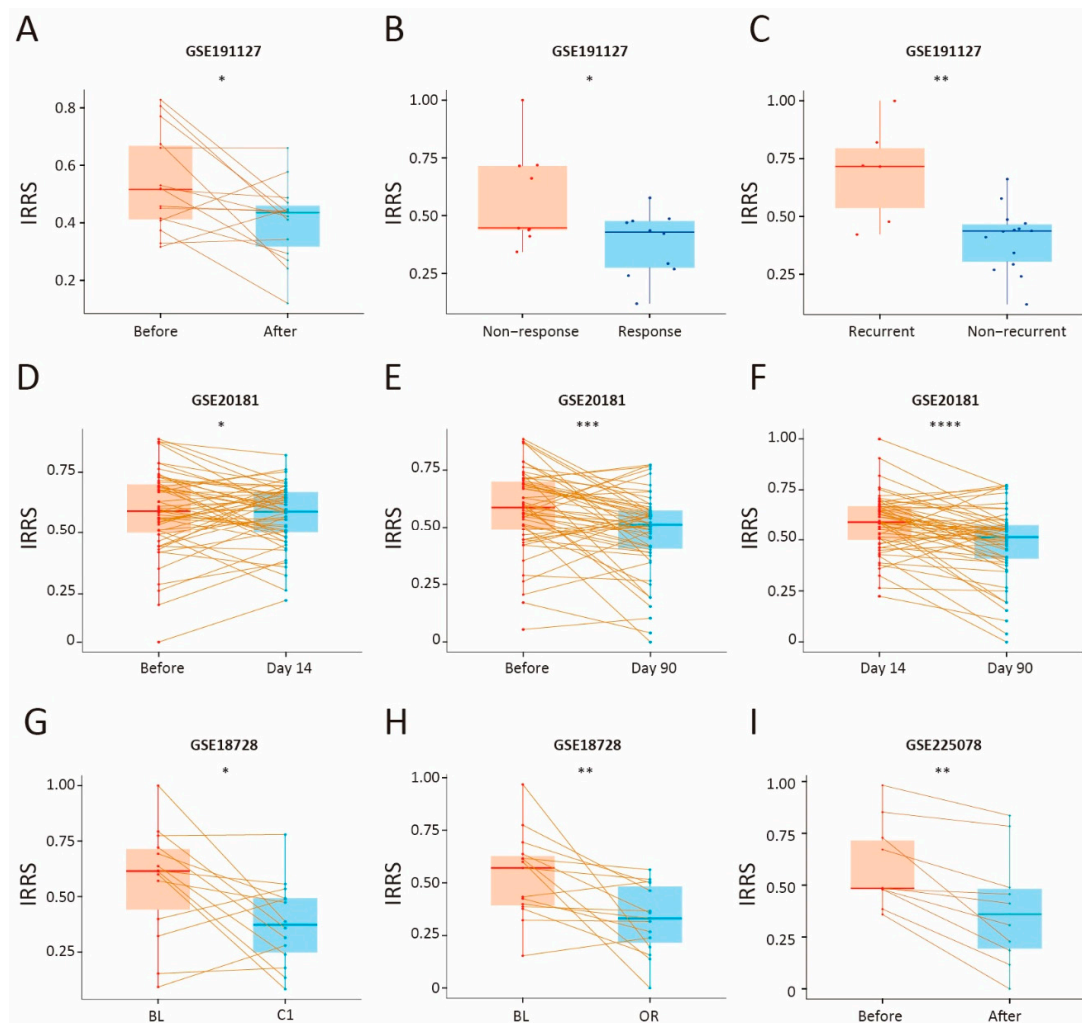 A
GSE191127
*
IRRS
0.8
0.6
0.4
0.2
Before After
B
GSE191127
*
IRRS
1.00
0.75
0.50
0.25
Non–response Response
C
GSE191127
**
IRRS
1.00
0.75
0.50
0.25
Recurrent Non–recurrent
D
GSE20181
*
IRRS
0.75
0.50
0.25
0
Before Day 14
E
GSE20181
***
IRRS
0.75
0.50
0.25
0
Before Day 90
F
GSE20181
****
IRRS
1.00
0.75
0.50
0.25
0
Day 14 Day 90
G
GSE18728
*
IRRS
1.00
0.75
0.50
0.25
BL C1
H
GSE18728
**
IRRS
1.00
0.75
0.50
0.25
0
BL OR
I
GSE225078
**
IRRS
1.00
0.75
0.50
0.25
0
Before After